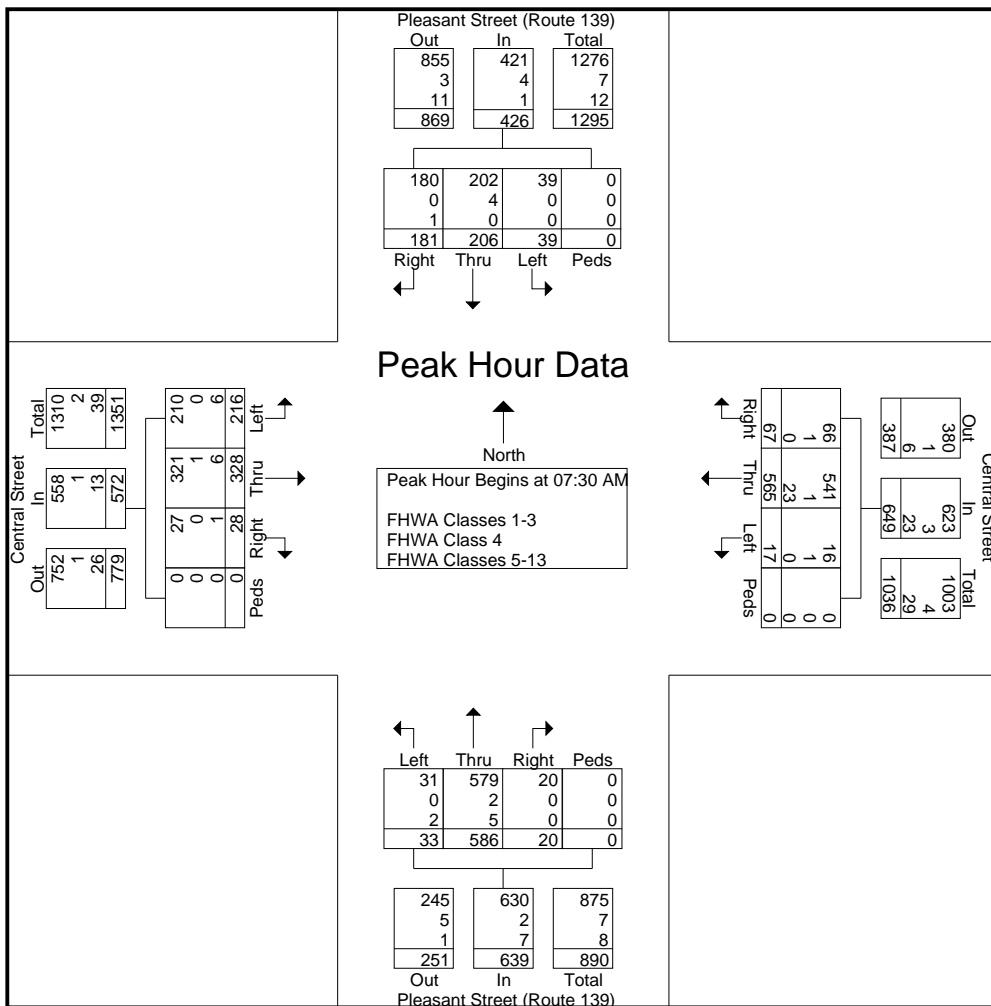 Pleasant Street (Route 139)
Out In Total
855 421 1276
3 4 7
11 1 12
869 426 1295
180 202 39 0
0 4 0 0
1 0 0 0
181 206 39 0
Right Thru Left Peds
Peak Hour Data
North
Peak Hour Begins at 07:30 AM
FHWA Classes 1-3
FHWA Class 4
FHWA Classes 5-13
Central Street
Total In Out
1310 558 752
2 1 1
39 13 26
1351 572 779
210 321 27 0
0 1 0 0
6 6 1 0
216 328 28 0
Left Thru Right Peds
Central Street
Out In Total
380 623 1003
1 3 4
6 23 29
387 649 1036
66 541 16 0
1 1 1 0
0 23 0 0
67 565 17 0
Right Thru Left Peds
Left Thru Right Peds
31 579 20 0
0 2 0 0
2 5 0 0
33 586 20 0
245 630 875
5 2 7
1 7 8
251 639 890
Out In Total
Pleasant Street (Route 139)